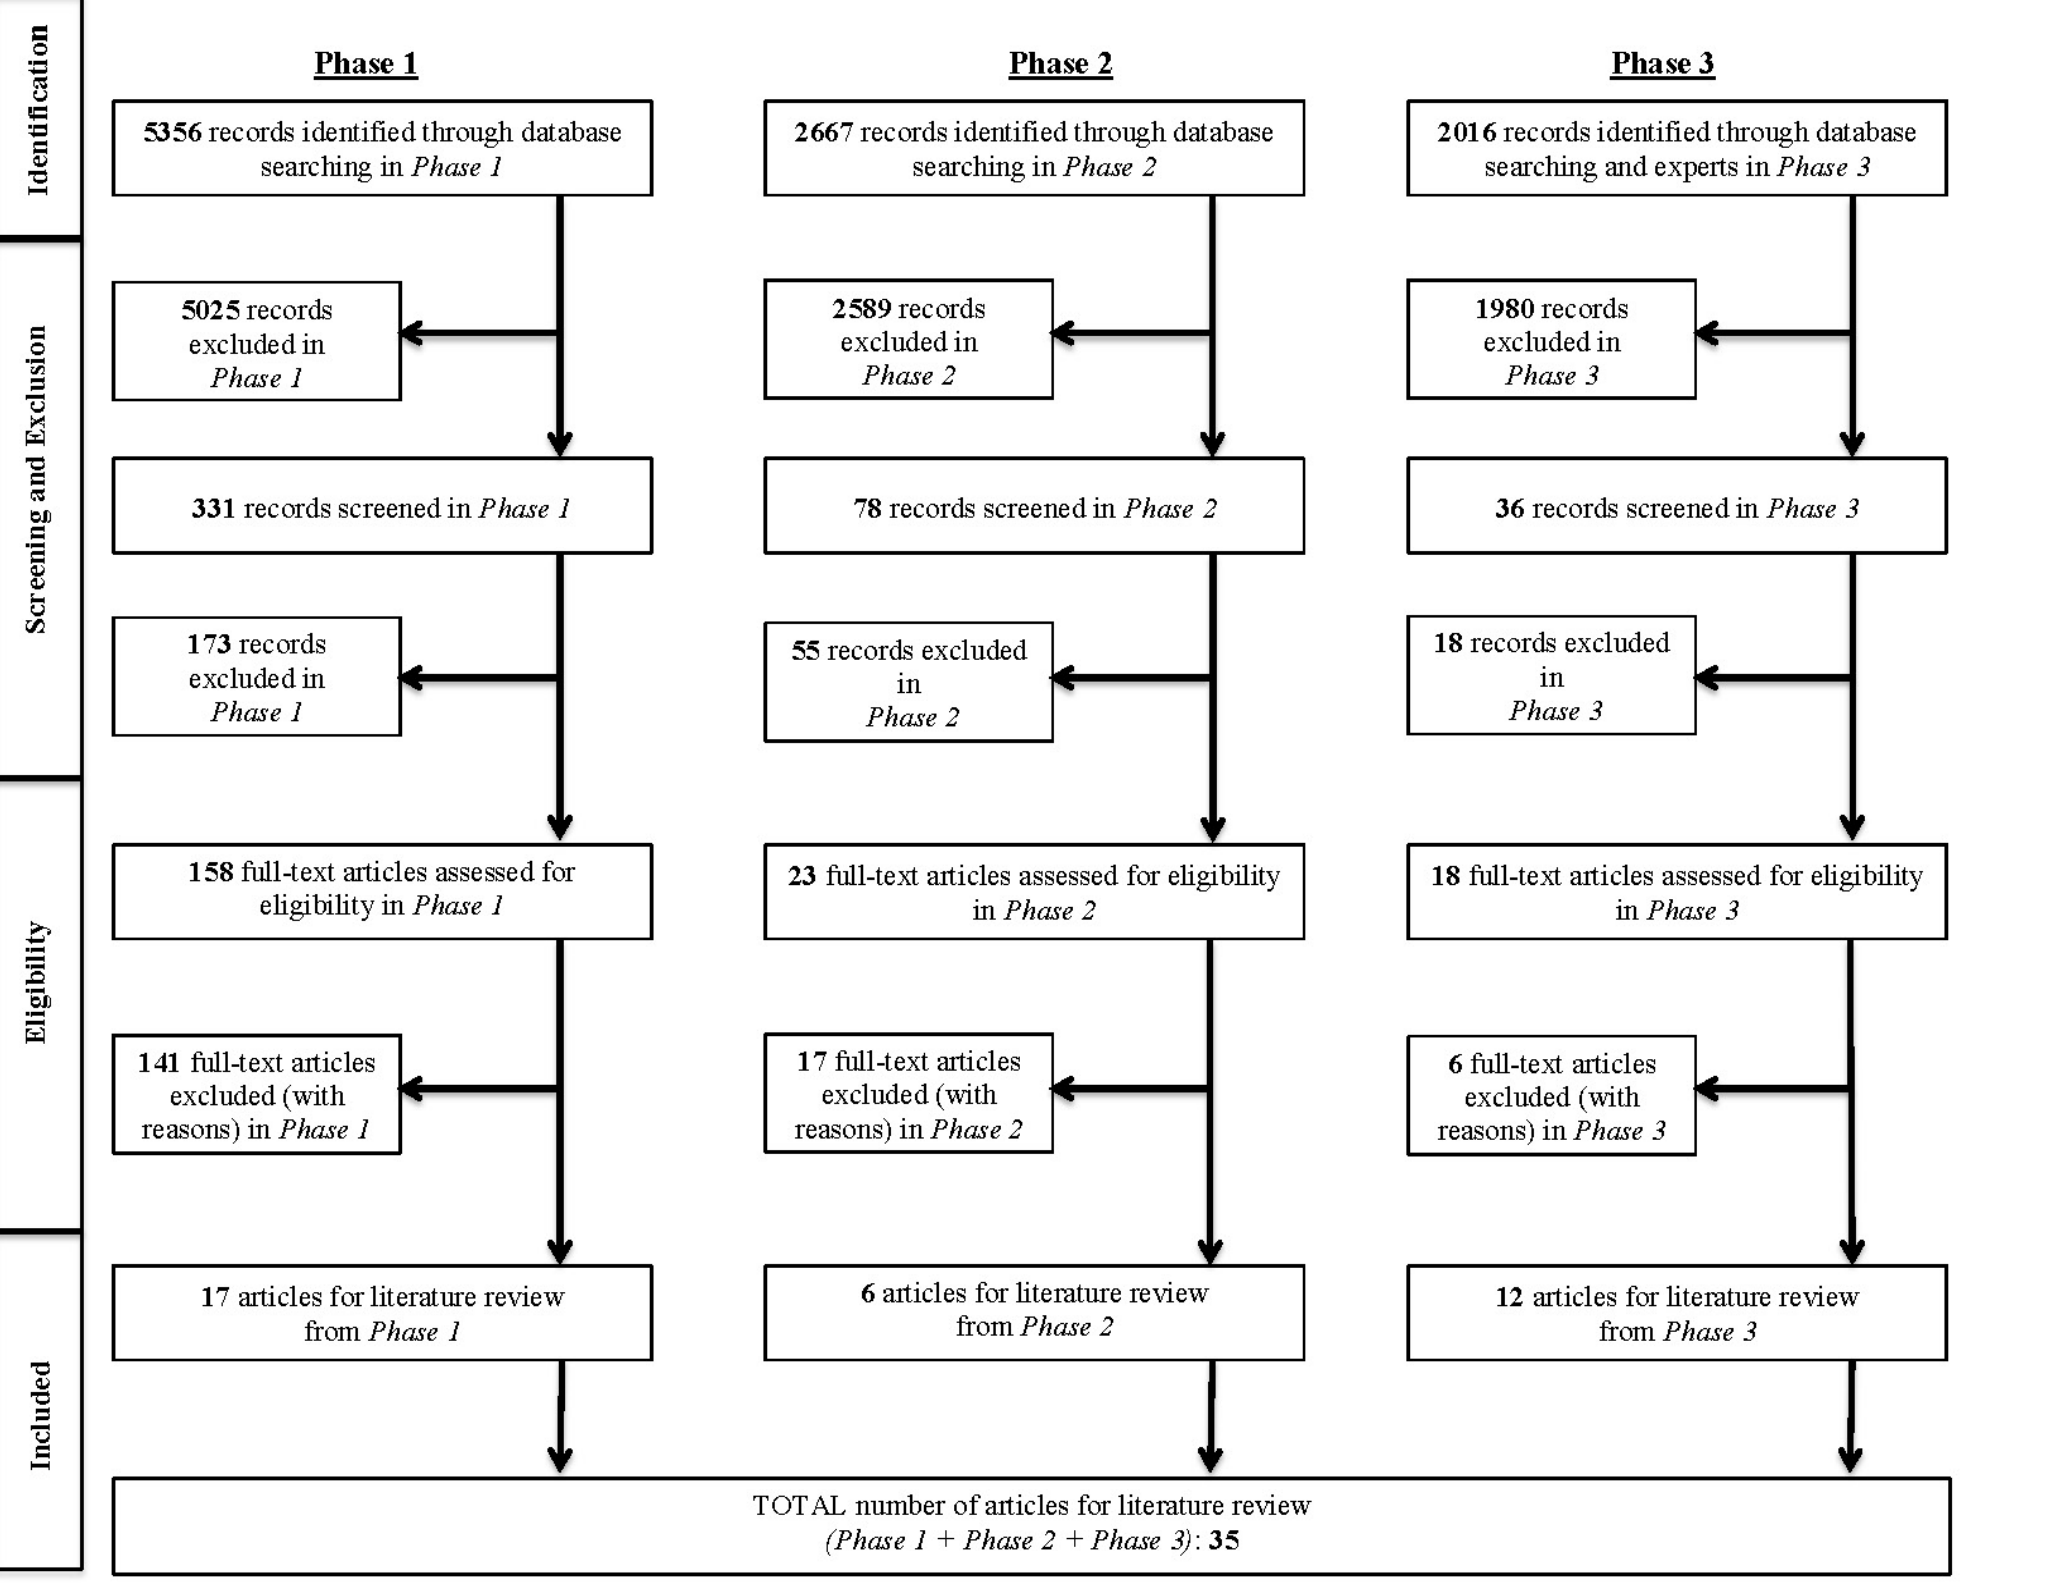 Identification
Screening and Exclusion
Eligibility
Included
Phase 1
5356 records identified through database
searching in Phase 1
5025 records
excluded in
Phase 1
331 records screened in Phase 1
173 records
excluded in
Phase 1
158 full-text articles assessed for
eligibility in Phase 1
141 full-text articles
excluded (with
reasons) in Phase 1
17 articles for literature review
from Phase 1
Phase 2
2667 records identified through database
searching in Phase 2
2589 records
excluded in
Phase 2
78 records screened in Phase 2
55 records excluded
in
Phase 2
23 full-text articles assessed for eligibility
in Phase 2
17 full-text articles
excluded (with
reasons) in Phase 2
6 articles for literature review
from Phase 2
Phase 3
2016 records identified through database
searching and experts in Phase 3
1980 records
excluded in
Phase 3
36 records screened in Phase 3
18 records excluded
in
Phase 3
18 full-text articles assessed for eligibility
in Phase 3
6 full-text articles
excluded (with
reasons) in Phase 3
12 articles for literature review
from Phase 3
TOTAL number of articles for literature review
(Phase 1 + Phase 2 + Phase 3): 35